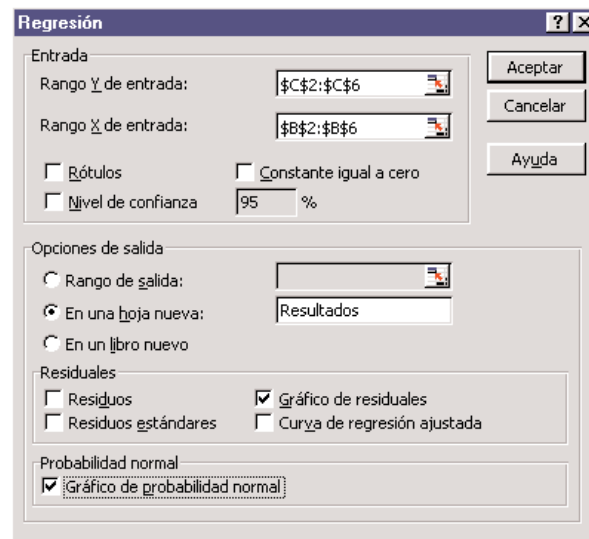 Regresión
Entrada
Rango Y de entrada: $C$2:$C$6
Rango X de entrada: $B$2:$B$6
Rótulos Constante igual a cero
Nivel de confianza 95 %
Aceptar
Cancelar
Ayuda
Opciones de salida
Rango de salida:
En una hoja nueva: Resultados
En un libro nuevo
Residuales
Residuos Gráfico de residuales
Residuos estándares Curva de regresión ajustada
Probabilidad normal
Gráfico de probabilidad normal